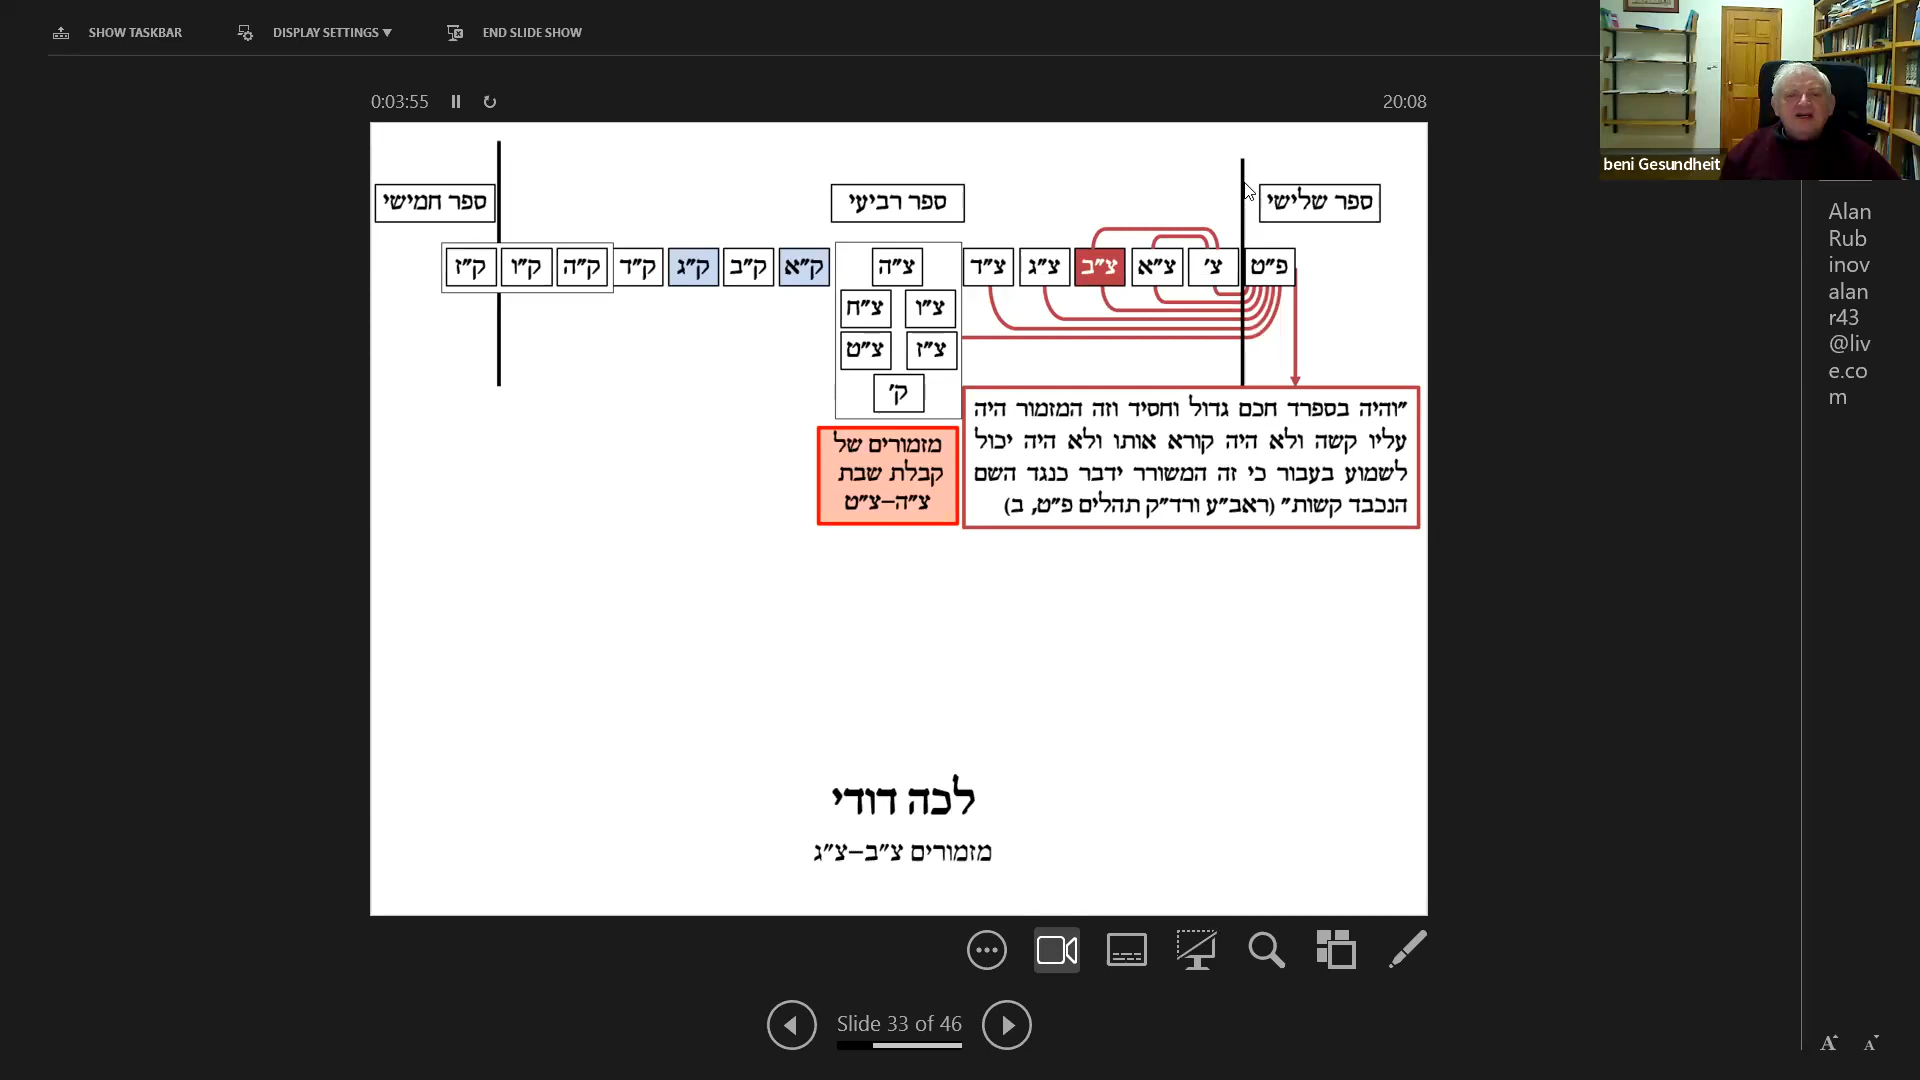 SHOW TASKBAR
DISPLAY SETTINGS ▼
END SLIDE SHOW
0:03:55
20:08
beni Gesundheit
Alan
Rub
inov
alan
r43
@liv
e.co
m
ספר שלישי
ספר רביעי
ספר חמישי
פ"ט
צ'
צ"א
צ"ב
צ"ג
צ"ד
צ"ה
ק"א
ק"ב
ק"ג
ק"ד
ק"ה
ק"ו
ק"ז
צ"ו
צ"ח
צ"ז
צ"ט
ק'
"והיה בספרד חכם גדול וחסיד וזה המזמור היה
עליו קשה ולא היה קורא אותו ולא היה יכול
לשמוע בעבור כי זה המשורר ידבר כנגד השם
הנכבד קשות" (ראב"ע ורד"ק תהלים פ"ט, ב)
מזמורים של
קבלת שבת
צ"ה–צ"ט
לכה דודי
מזמורים צ"ב–צ"ג
Slide 33 of 46
A A